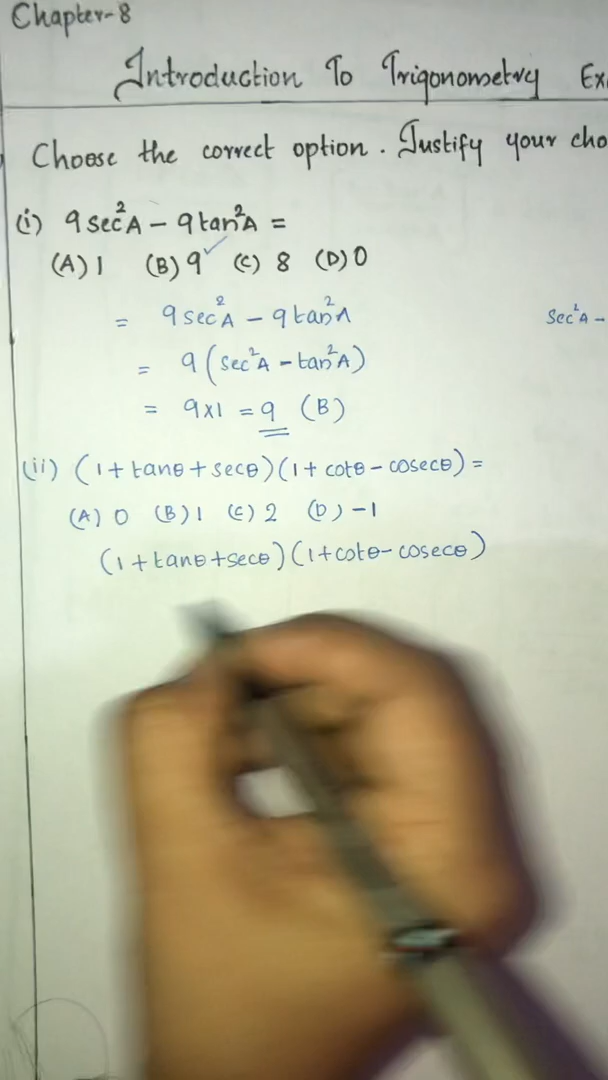 Chapter-8
Introduction To Trigonometry
Choose the correct option. Justify your
(i) 9 sec²A - 9 tan²A =
(A) 1 (B) 9 ✓ (C) 8 (D) 0
= 9 sec²A - 9 tan²A
sec²A -
= 9 (sec²A - tan²A)
= 9×1 = 9 (B)
(ii) (1 + tanθ + secθ) (1 + cotθ - cosecθ) =
(A) 0 (B) 1 (C) 2 (D) -1
(1 + tanθ + secθ) (1 + cotθ - cosecθ)